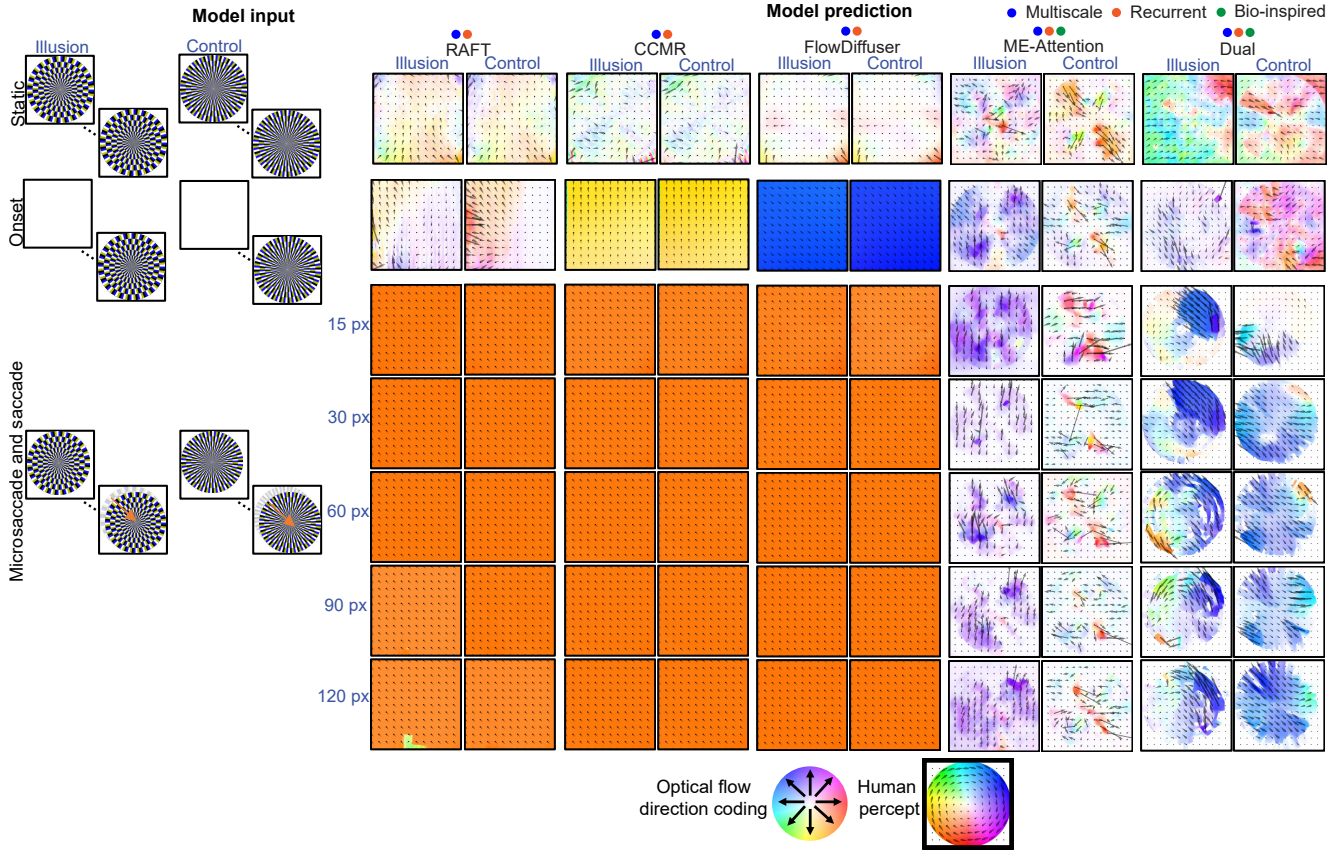 Model input
Model prediction
Multiscale Recurrent Bio-inspired
Illusion Control
RAFT CCMR FlowDiffuser ME-Attention Dual
Illusion Control Illusion Control Illusion Control Illusion Control Illusion Control
Static
Onset
Microsaccade and saccade
15 px
30 px
60 px
90 px
120 px
Optical flow
direction coding
Human
percept